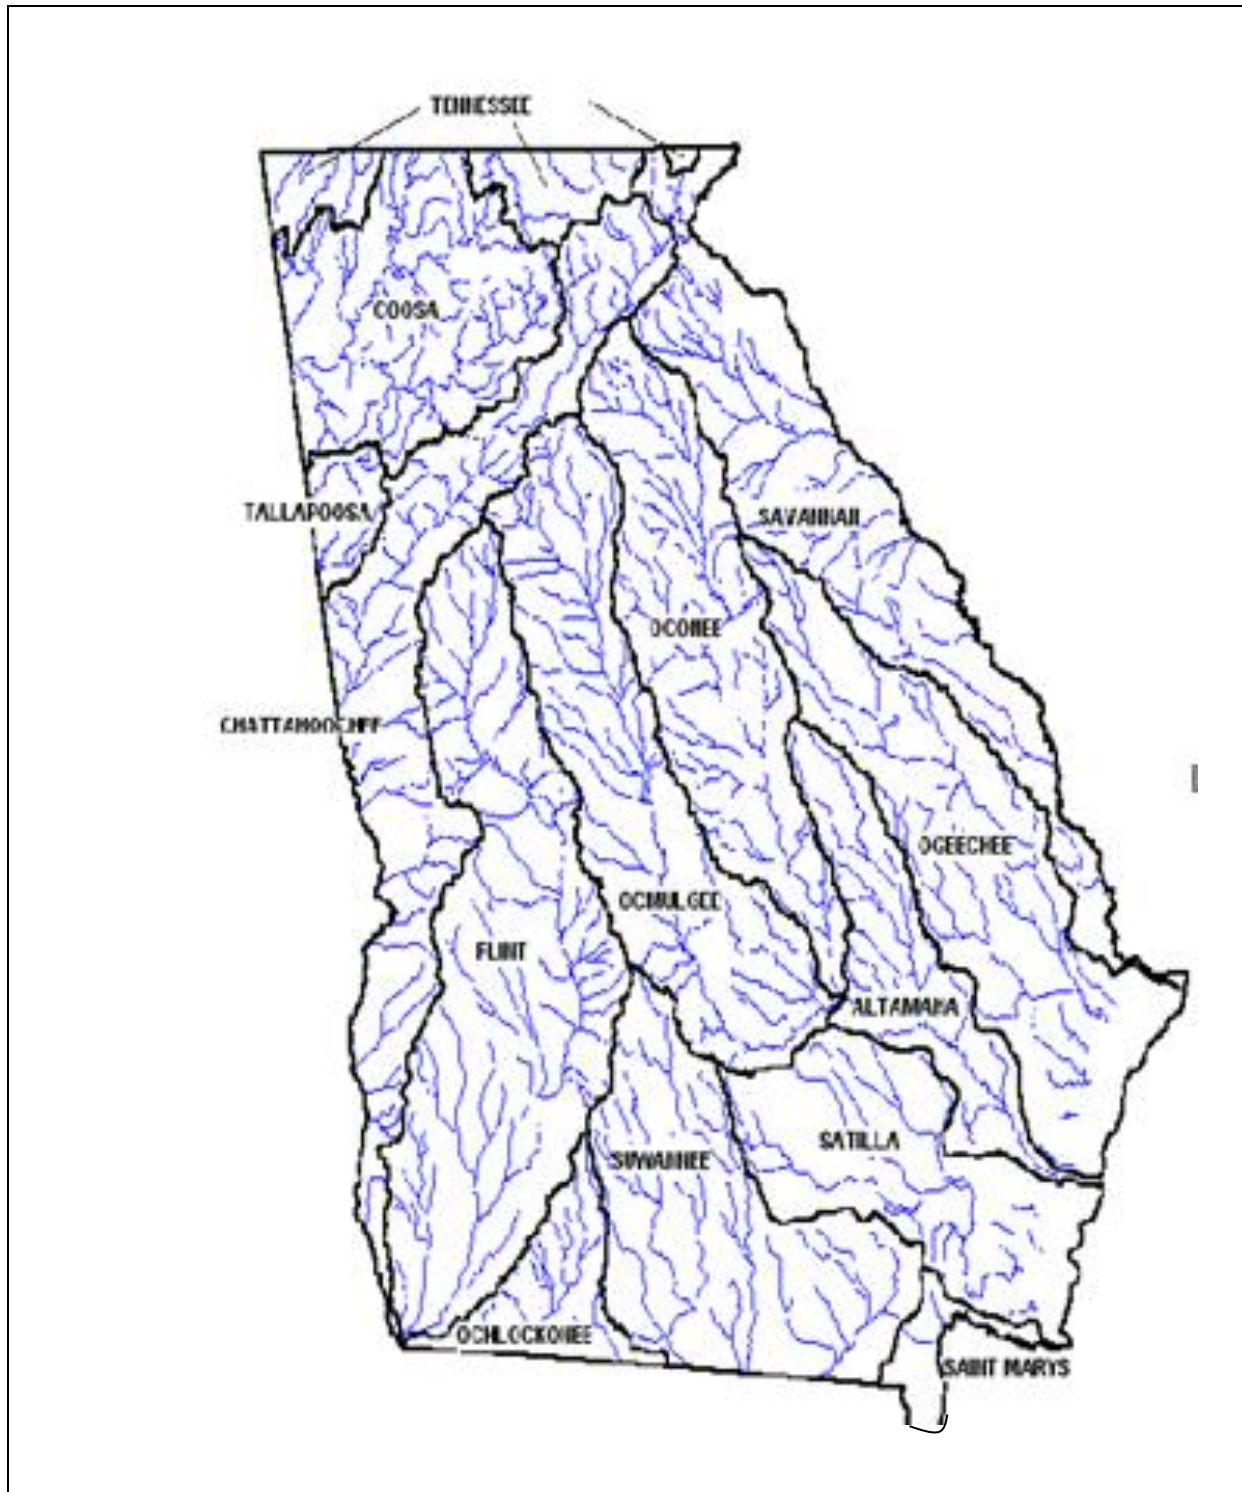 TENNESSEE
COOSA
TALLAPOOSA
SAVANNAH
OCONEE
CHATTAHOOCHEE
OGEECHEE
OCMULGEE
FLINT
ALTAMAHA
SATILLA
SUWANNEE
OCHLOCKONEE
SAINT MARYS